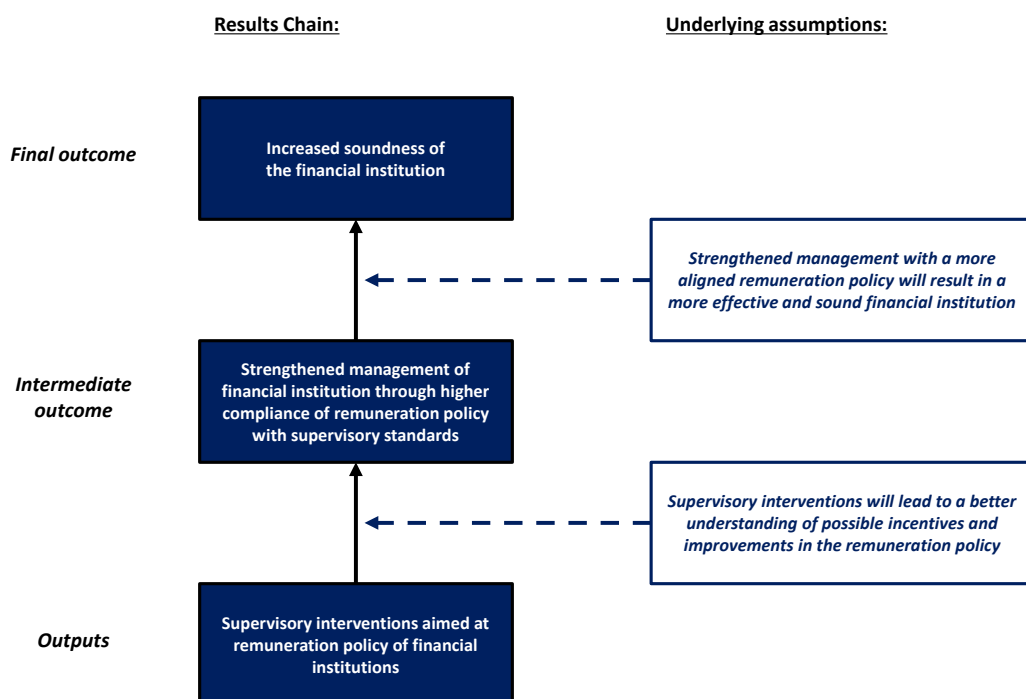 Results Chain:
Underlying assumptions:
Final outcome
Increased soundness of
the financial institution
Strengthened management with a more
aligned remuneration policy will result in a
more effective and sound financial institution
Intermediate
outcome
Strengthened management of
financial institution through higher
compliance of remuneration policy
with supervisory standards
Supervisory interventions will lead to a better
understanding of possible incentives and
improvements in the remuneration policy
Outputs
Supervisory interventions aimed at
remuneration policy of financial
institutions